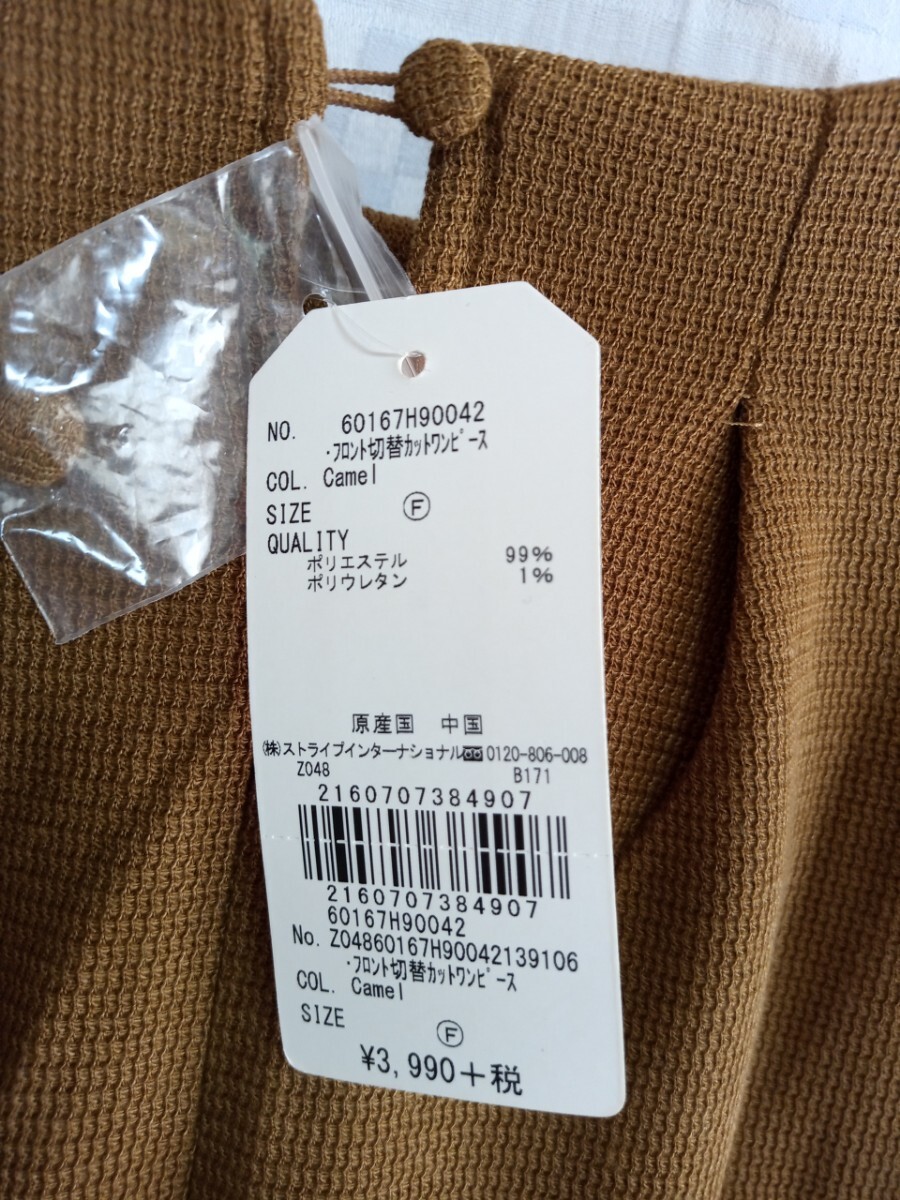 NO. 60167H90042
・フロント切替カットワンピース
COL. Camel
SIZE Ⓕ
QUALITY
ポリエステル 99%
ポリウレタン 1%
原産国 中国
(株)ストライプインターナショナル 0120-806-008
Z048 B171
2160707384907
2160707384907
60167H90042
No. Z04860167H90042139106
・フロント切替カットワンピース
COL. Camel
SIZE Ⓕ
¥3,990+税